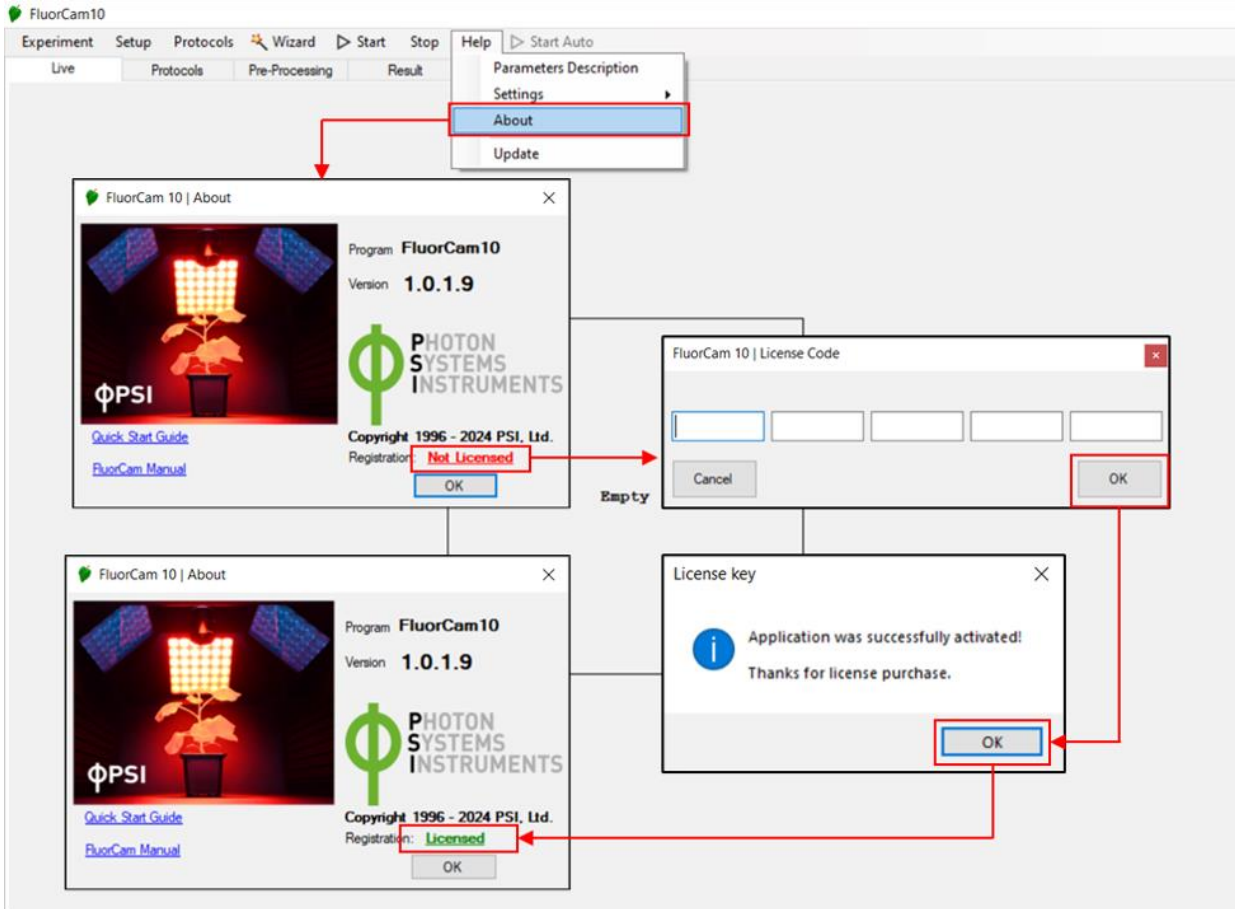 FluorCam10
Experiment Setup Protocols Wizard Start Stop Help Start Auto
Live Protocols Pre-Processing Result
Parameters Description
Settings
About
Update
FluorCam 10 | About
Program FluorCam10
Version 1.0.1.9
PHOTON
SYSTEMS
INSTRUMENTS
ϕPSI
Quick Start Guide
FluorCam Manual
Copyright 1996 - 2024 PSI, Ltd.
Registration: Not Licensed
OK
FluorCam 10 | License Code
Cancel
OK
Empty
FluorCam 10 | About
Program FluorCam10
Version 1.0.1.9
PHOTON
SYSTEMS
INSTRUMENTS
ϕPSI
Quick Start Guide
FluorCam Manual
Copyright 1996 - 2024 PSI, Ltd.
Registration: Licensed
OK
License key
Application was successfully activated!
Thanks for license purchase.
OK